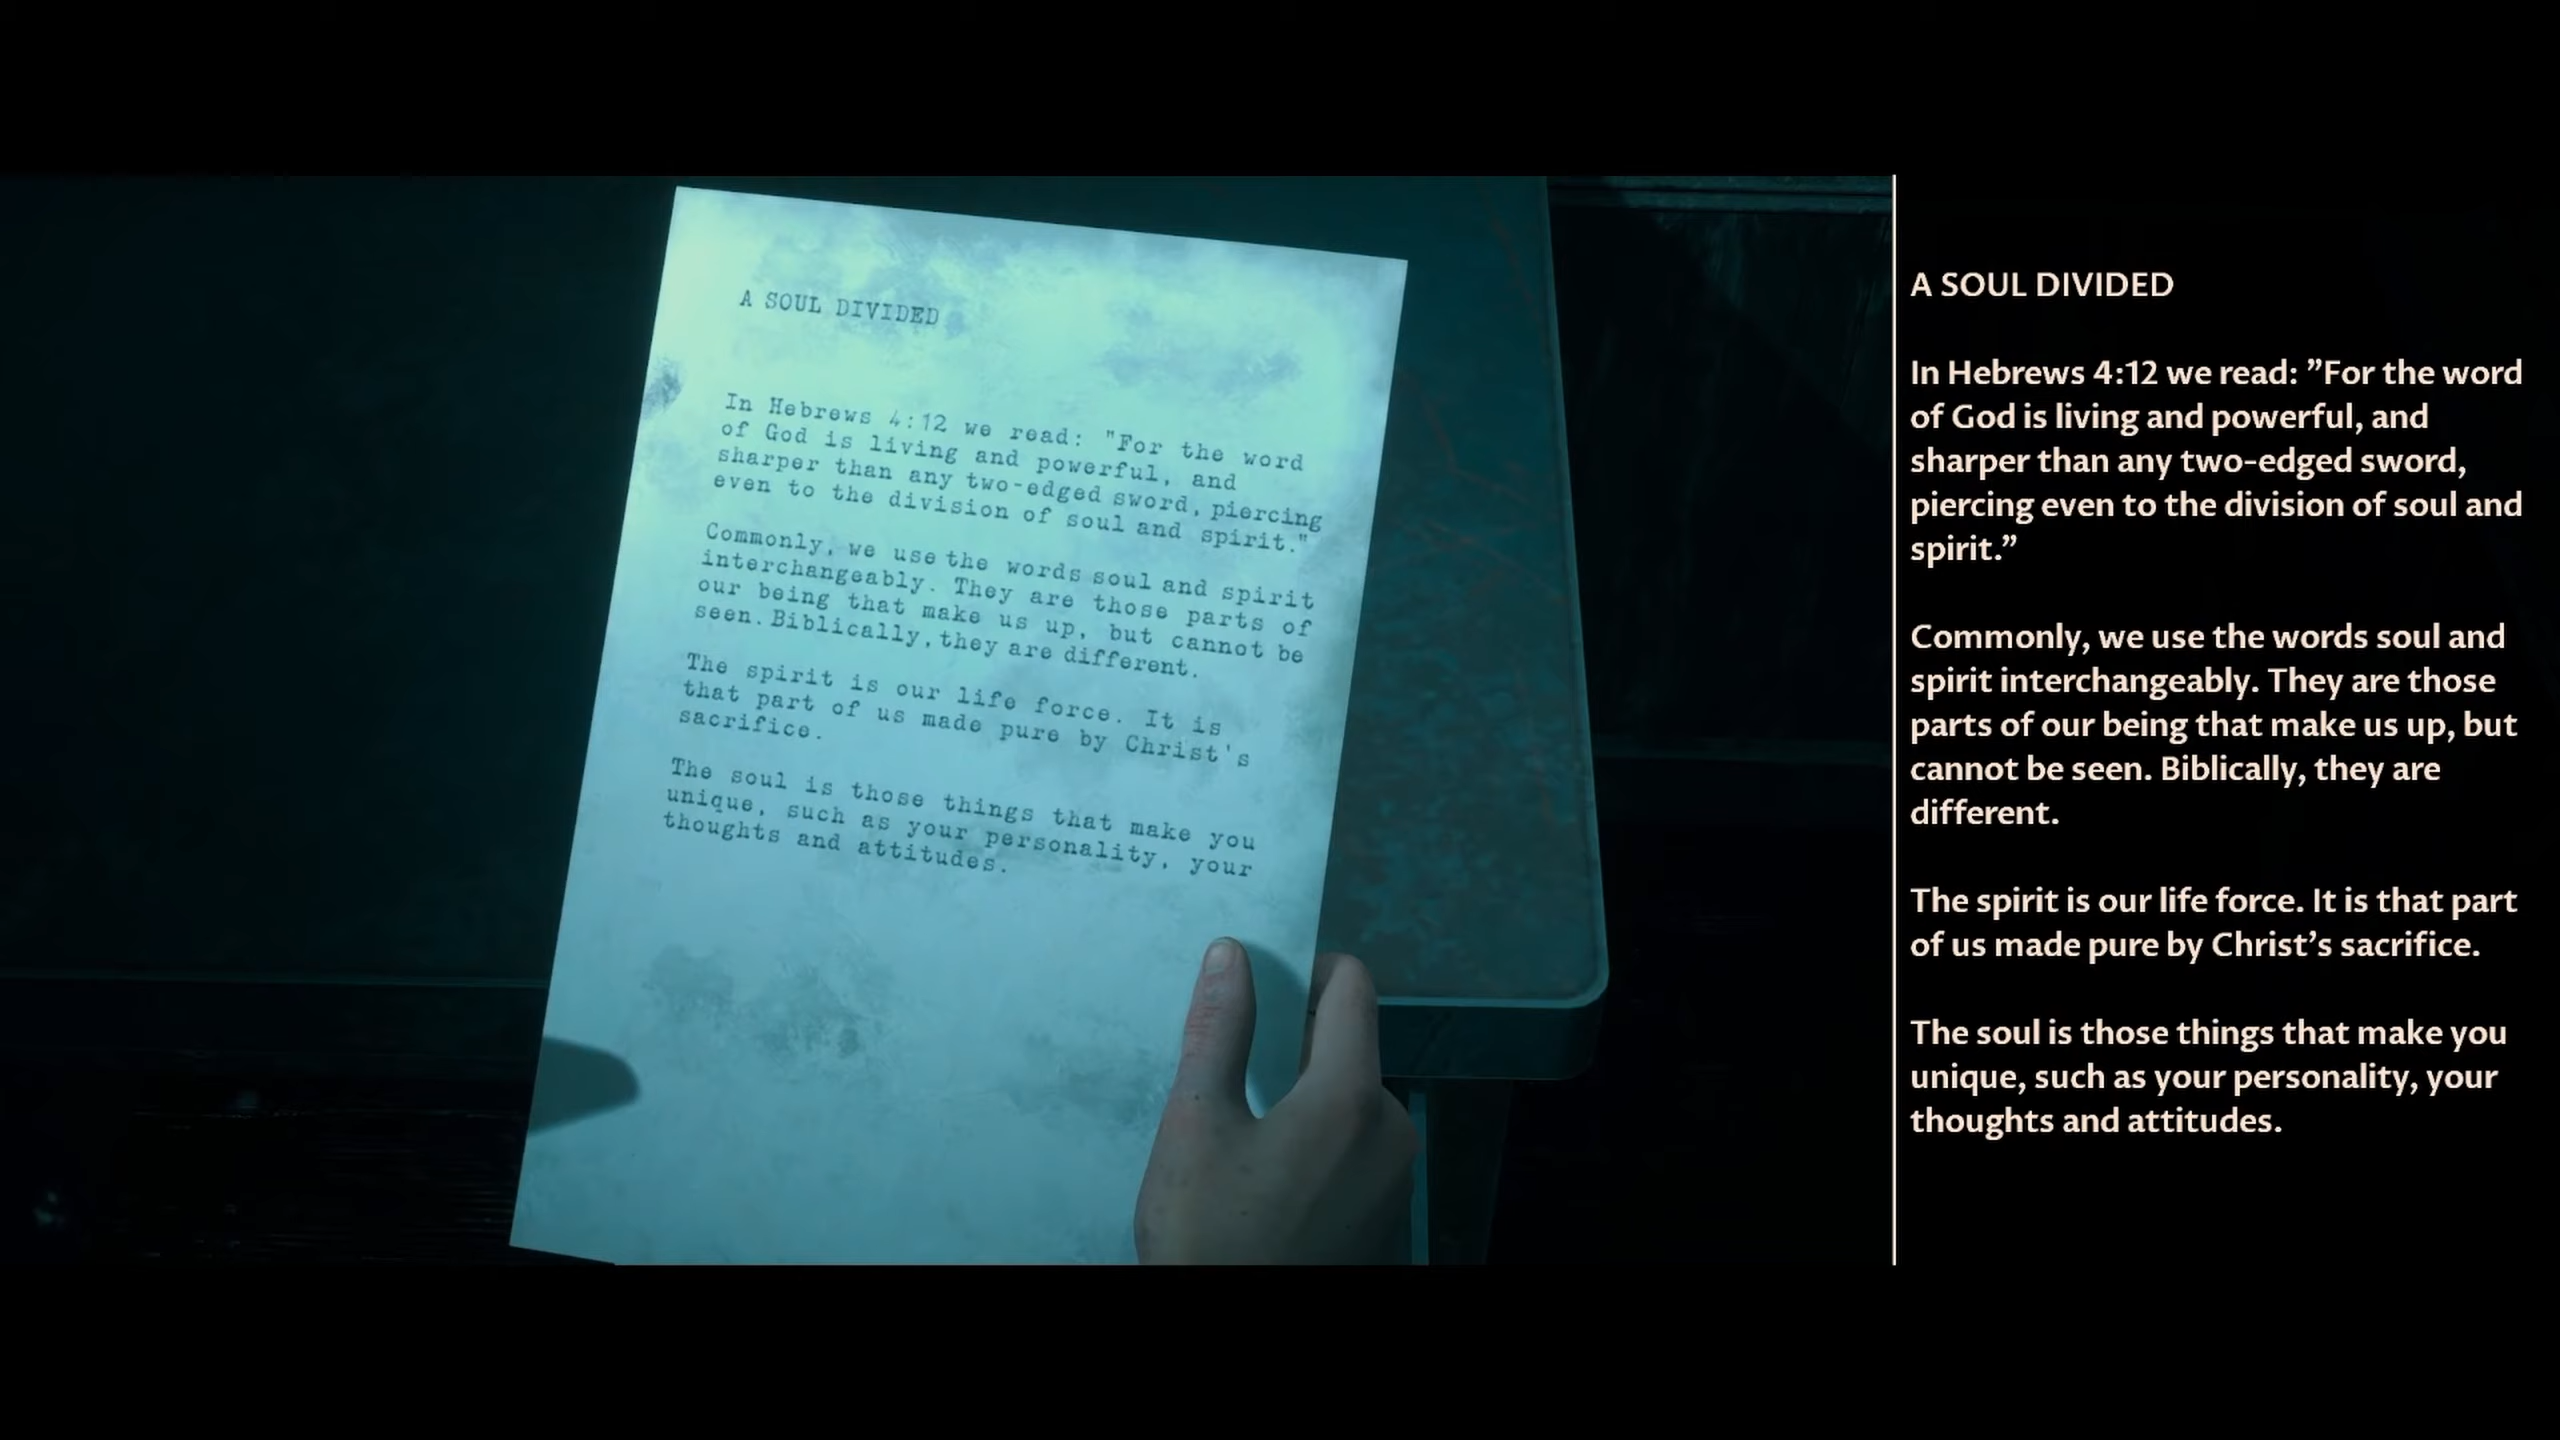 A SOUL DIVIDED
In Hebrews 4:12 we read: "For the word
of God is living and powerful, and
sharper than any two-edged sword, piercing
even to the division of soul and spirit."
Commonly, we use the words soul and spirit
interchangeably. They are those parts of
our being that make us up, but cannot be
seen. Biblically, they are different.
The spirit is our life force. It is
that part of us made pure by Christ's
sacrifice.
The soul is those things that make you
unique, such as your personality, your
thoughts and attitudes.
A SOUL DIVIDED
In Hebrews 4:12 we read: ”For the word
of God is living and powerful, and
sharper than any two-edged sword,
piercing even to the division of soul and
spirit.”
Commonly, we use the words soul and
spirit interchangeably. They are those
parts of our being that make us up, but
cannot be seen. Biblically, they are
different.
The spirit is our life force. It is that part
of us made pure by Christ’s sacrifice.
The soul is those things that make you
unique, such as your personality, your
thoughts and attitudes.